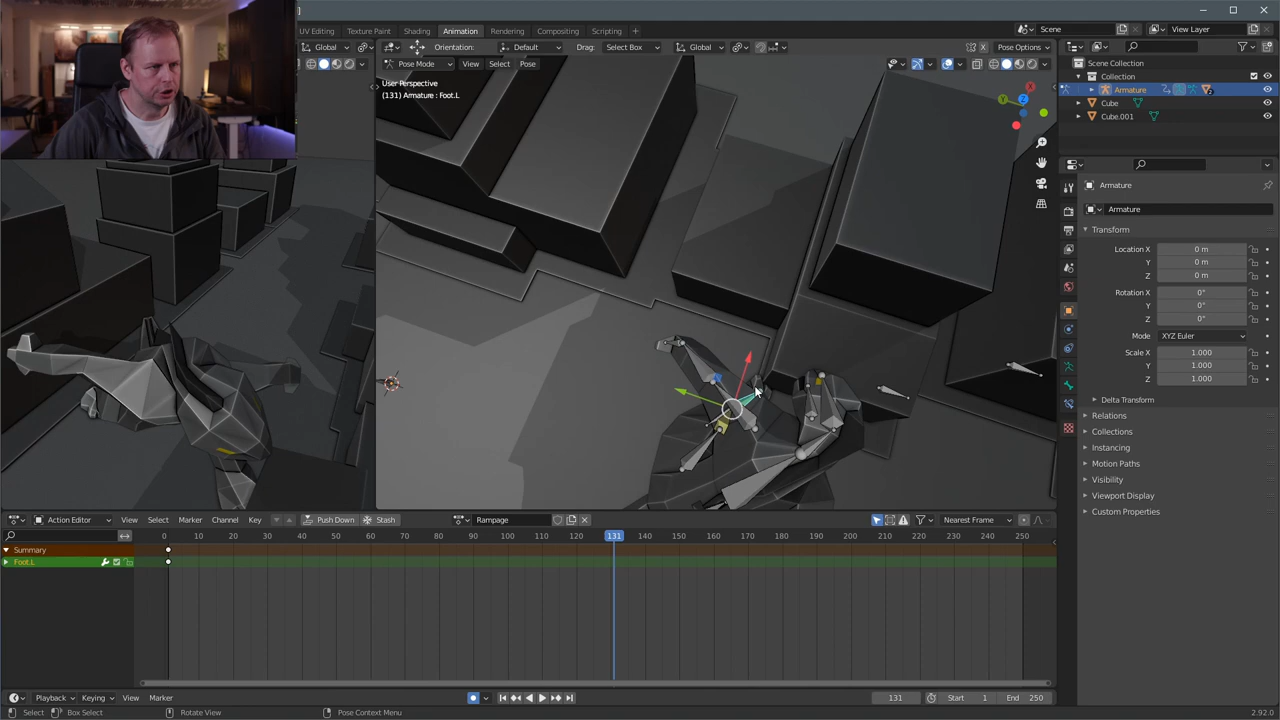 UV Editing Texture Paint Shading Animation Rendering Compositing Scripting +
Scene View Layer
Global Orientation: Default Drag: Select Box Global Pose Options
Pose Mode View Select Pose
User Perspective
(131) Armature : Foot.L
X
Y
Z
Scene Collection
Collection
Armature
Cube
Cube.001
Armature
Armature
Transform
Location X 0 m
Y 0 m
Z 0 m
Rotation X 0°
Y 0°
Z 0°
Mode XYZ Euler
Scale X 1.000
Y 1.000
Z 1.000
Delta Transform
Relations
Collections
Instancing
Motion Paths
Visibility
Viewport Display
Custom Properties
Action Editor View Select Marker Channel Key Push Down Stash Rampage Nearest Frame
0 10 20 30 40 50 60 70 80 90 100 110 120 131 140 150 160 170 180 190 200 210 220 230 240 250
Summary
Foot.L
Playback Keying View Marker 131 Start 1 End 250
Select Box Select Rotate View Pose Context Menu 2.92.0